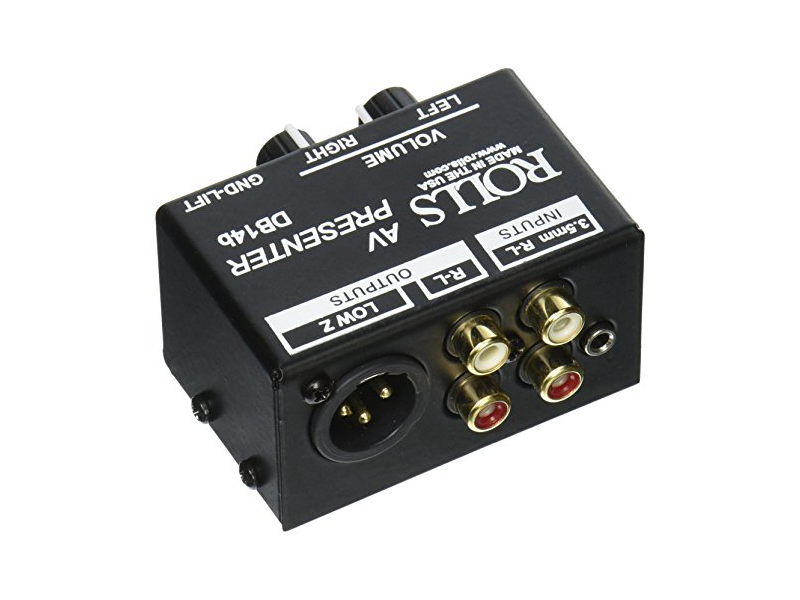 LEFT
RIGHT
VOLUME
GND-LIFT
ROLLS
MADE IN THE USA
www.rolls.com
AV
PRESENTER
DB14b
3.5mm R-L
INPUTS
R-L
LOW Z
OUTPUTS